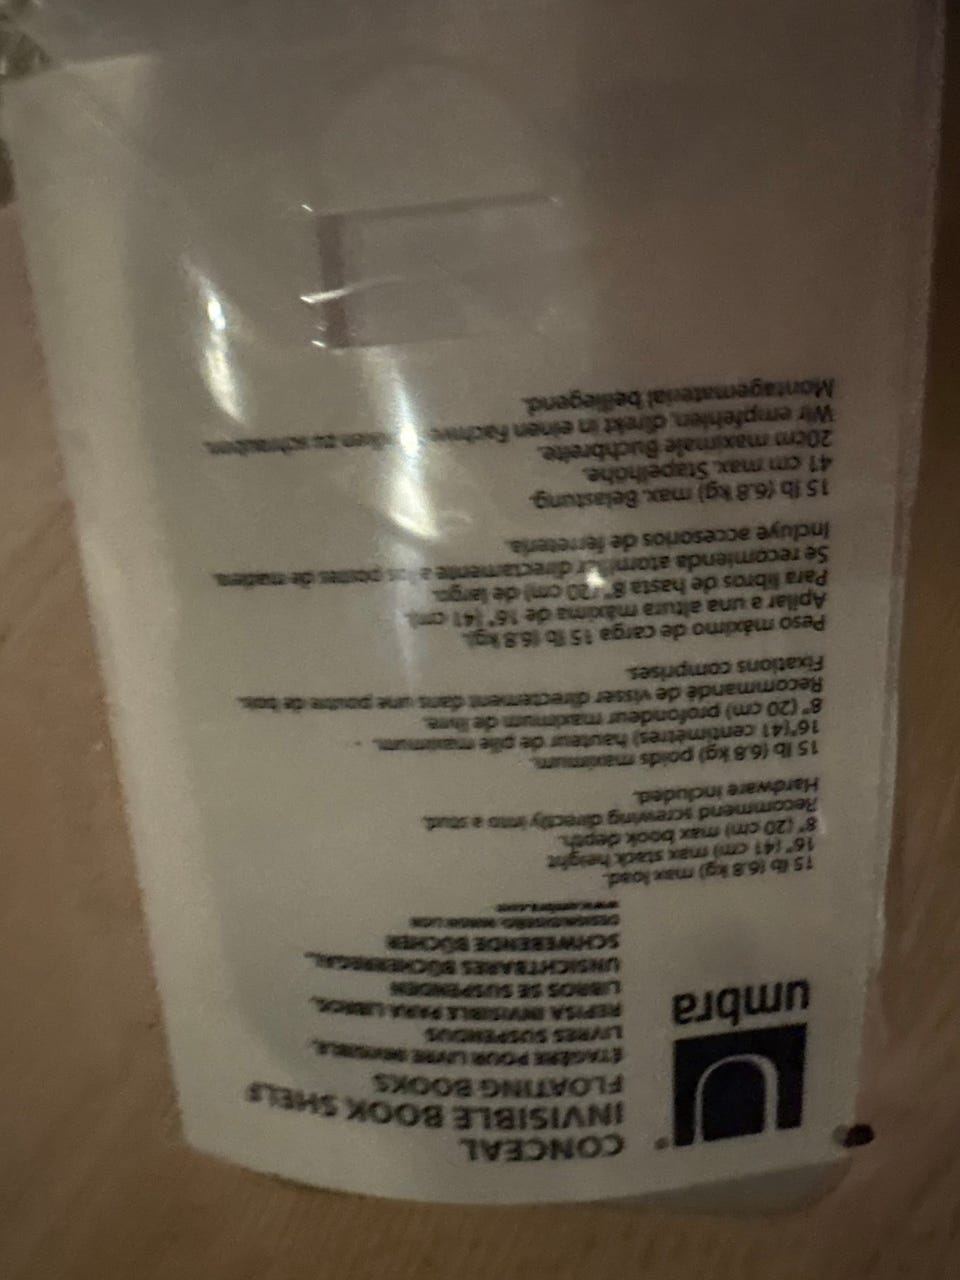 umbra
CONCEAL
INVISIBLE BOOK SHELF
FLOATING BOOKS
ÉTAGÈRE POUR LIVRE INVISIBLE,
LIVRES SUSPENDUS
REPISA INVISIBLE PARA LIBROS,
LIBROS SE SUSPENDEN
UNSICHTBARES BÜCHERREGAL,
SCHWEBENDE BÜCHER
www.umbra.com
15 lb (6.8 kg) max load.
16" (41 cm) max stack height
8" (20 cm) max book depth.
Recommend screwing directly into a stud.
Hardware included.
15 lb (6.8 kg) poids maximum.
16"(41 centimètres) hauteur de pile maximum.
8" (20 cm) profondeur maximum de livre.
Recommande de visser directement dans une poutre de bois.
Fixations comprises.
Peso máximo de carga 15 lb (6.8 kg).
Apilar a una altura máxima de 16" (41 cm).
Para libros de hasta 8" (20 cm) de largo.
Se recomienda directamente a los postes de madera.
Incluye accesorios de ferretería.
15 lb (6.8 kg) max. Belastung.
41 cm max. Stapelhöhe.
20cm maximale Buchbreite.
Wir empfehlen, direkt in einen zu schrauben.
Montagematerial beiliegend.